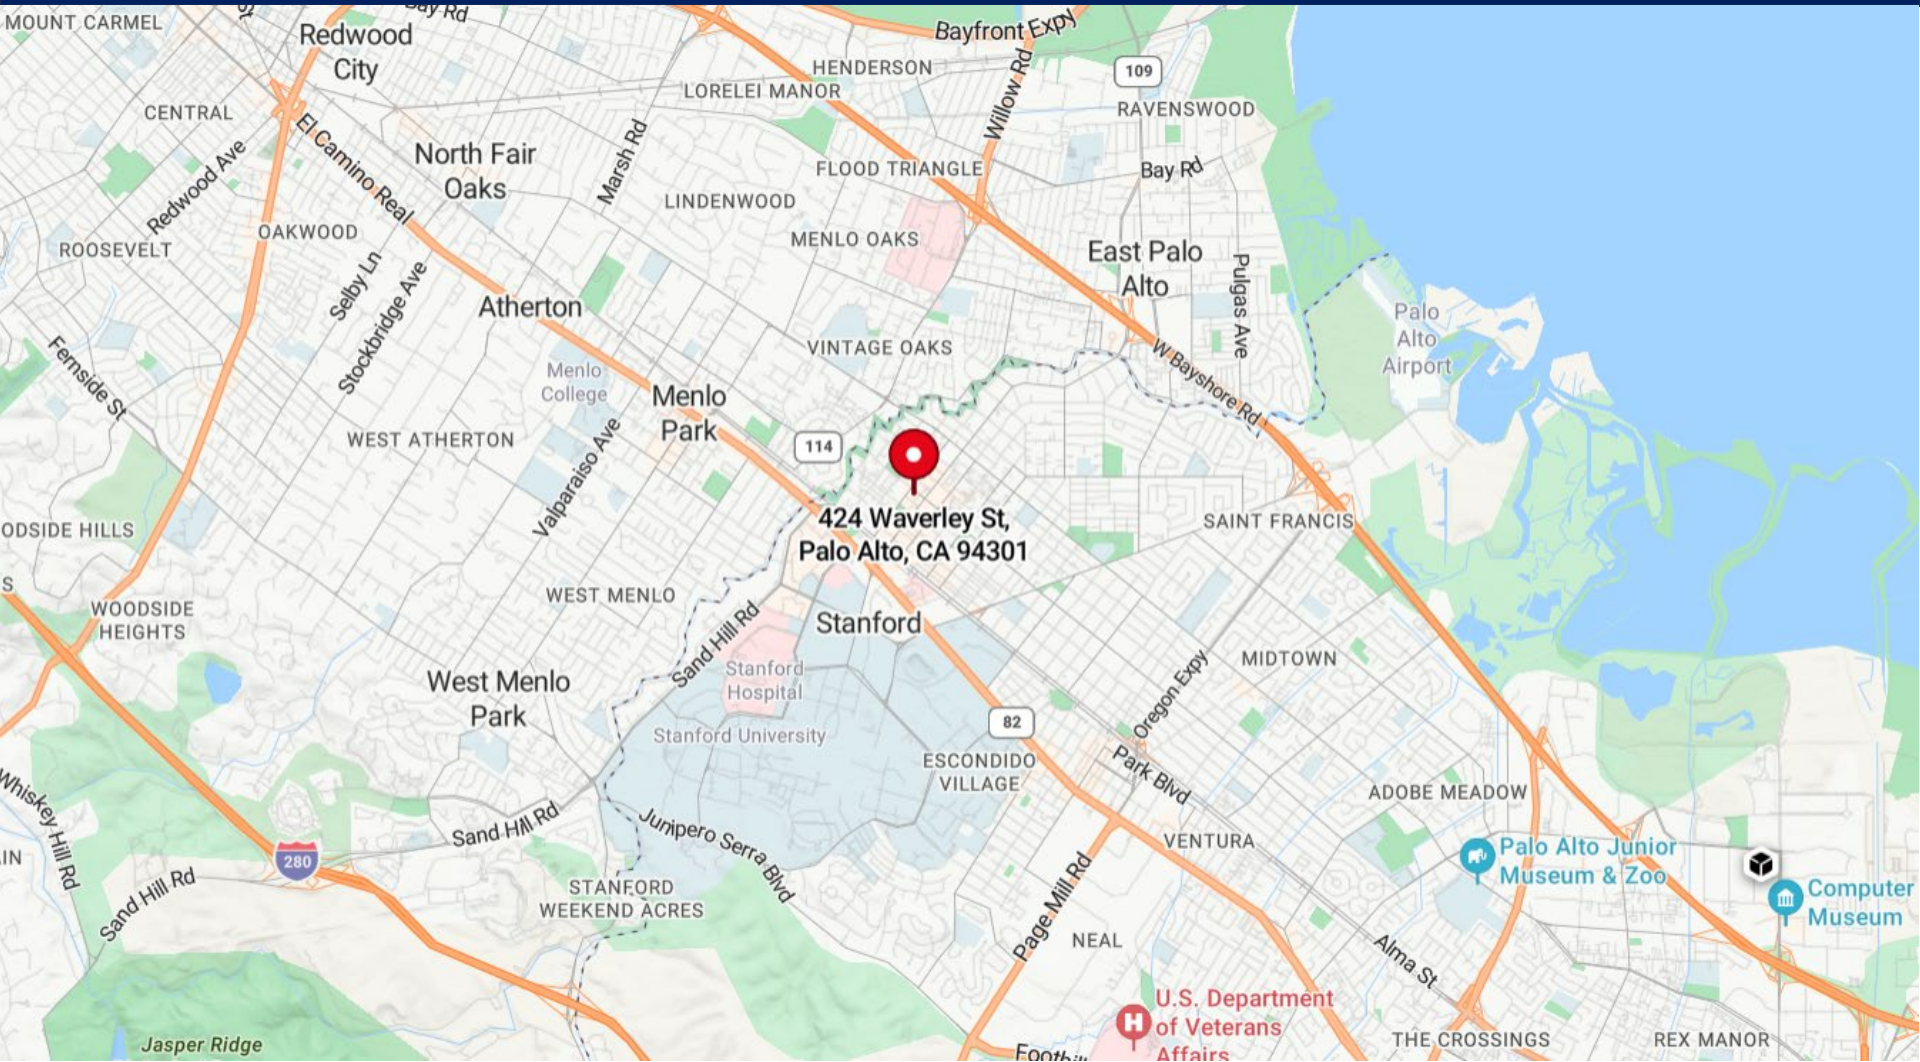 MOUNT CARMEL
Redwood
City
Bay Rd
Bayfront Expy
HENDERSON
109
LORELEI MANOR
RAVENSWOOD
CENTRAL
Willow Rd
El Camino Real
North Fair
Oaks
Marsh Rd
FLOOD TRIANGLE
Bay Rd
Redwood Ave
LINDENWOOD
OAKWOOD
ROOSEVELT
MENLO OAKS
East Palo
Alto
Selby Ln
Stockbridge Ave
Pulgas Ave
Atherton
Palo
Alto
Airport
VINTAGE OAKS
Fernside St
Menlo
College
W Bayshore Rd
Menlo
Park
WEST ATHERTON
114
Valparaiso Ave
424 Waverley St,
Palo Alto, CA 94301
SAINT FRANCIS
ODSIDE HILLS
S
WEST MENLO
WOODSIDE
HEIGHTS
Sand Hill Rd
Stanford
Stanford
Hospital
MIDTOWN
West Menlo
Park
Oregon Expy
82
Stanford University
ESCONDIDO
VILLAGE
Park Blvd
Whiskey Hill Rd
ADOBE MEADOW
Sand Hill Rd
Junipero Serra Blvd
VENTURA
IN
280
Palo Alto Junior
Museum & Zoo
Sand Hill Rd
STANFORD
WEEKEND ACRES
Page Mill Rd
Computer
Museum
NEAL
Alma St
H
U.S. Department
of Veterans
Affairs
Jasper Ridge
THE CROSSINGS
REX MANOR